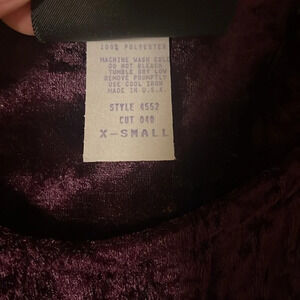 100% POLYESTER
MACHINE WASH COLD
DO NOT BLEACH
TUMBLE DRY LOW
REMOVE PROMPTLY
USE COOL IRON
MADE IN U.S.A.
STYLE 4552
CUT 040
X-SMALL